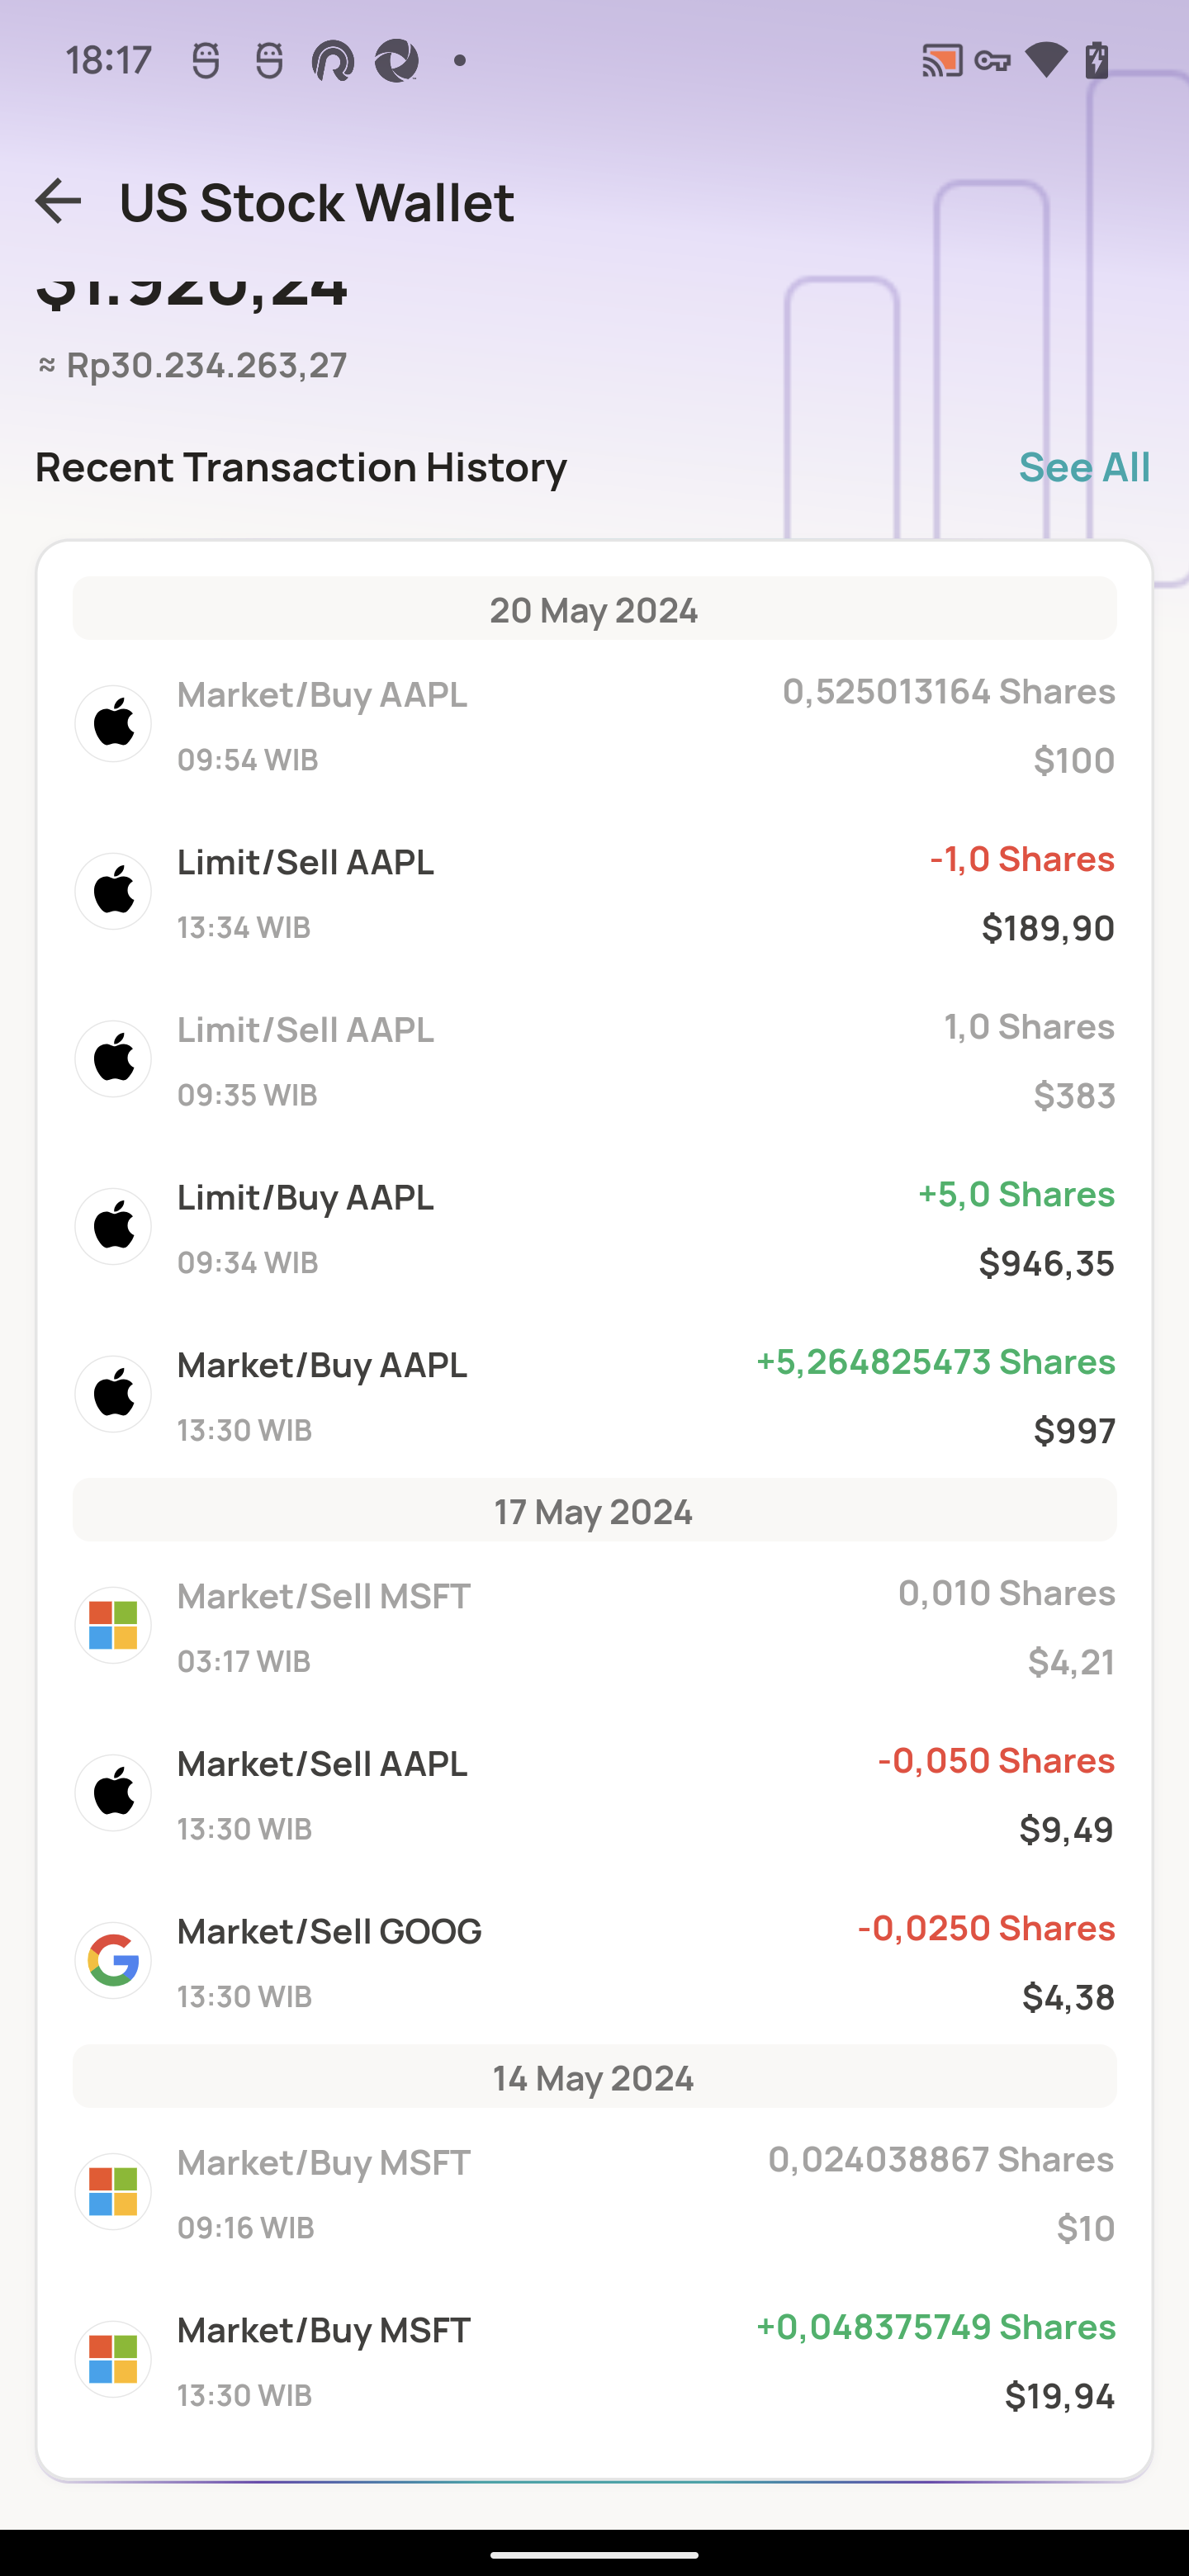 18:17
US Stock Wallet
≈ Rp30.234.263,27
Recent Transaction History
See All
20 May 2024
Market/Buy AAPL
0,525013164 Shares
09:54 WIB
$100
Limit/Sell AAPL
-1,0 Shares
13:34 WIB
$189,90
Limit/Sell AAPL
1,0 Shares
09:35 WIB
$383
Limit/Buy AAPL
+5,0 Shares
09:34 WIB
$946,35
Market/Buy AAPL
+5,264825473 Shares
13:30 WIB
$997
17 May 2024
Market/Sell MSFT
0,010 Shares
03:17 WIB
$4,21
Market/Sell AAPL
-0,050 Shares
13:30 WIB
$9,49
Market/Sell GOOG
-0,0250 Shares
13:30 WIB
$4,38
14 May 2024
Market/Buy MSFT
0,024038867 Shares
09:16 WIB
$10
Market/Buy MSFT
+0,048375749 Shares
13:30 WIB
$19,94